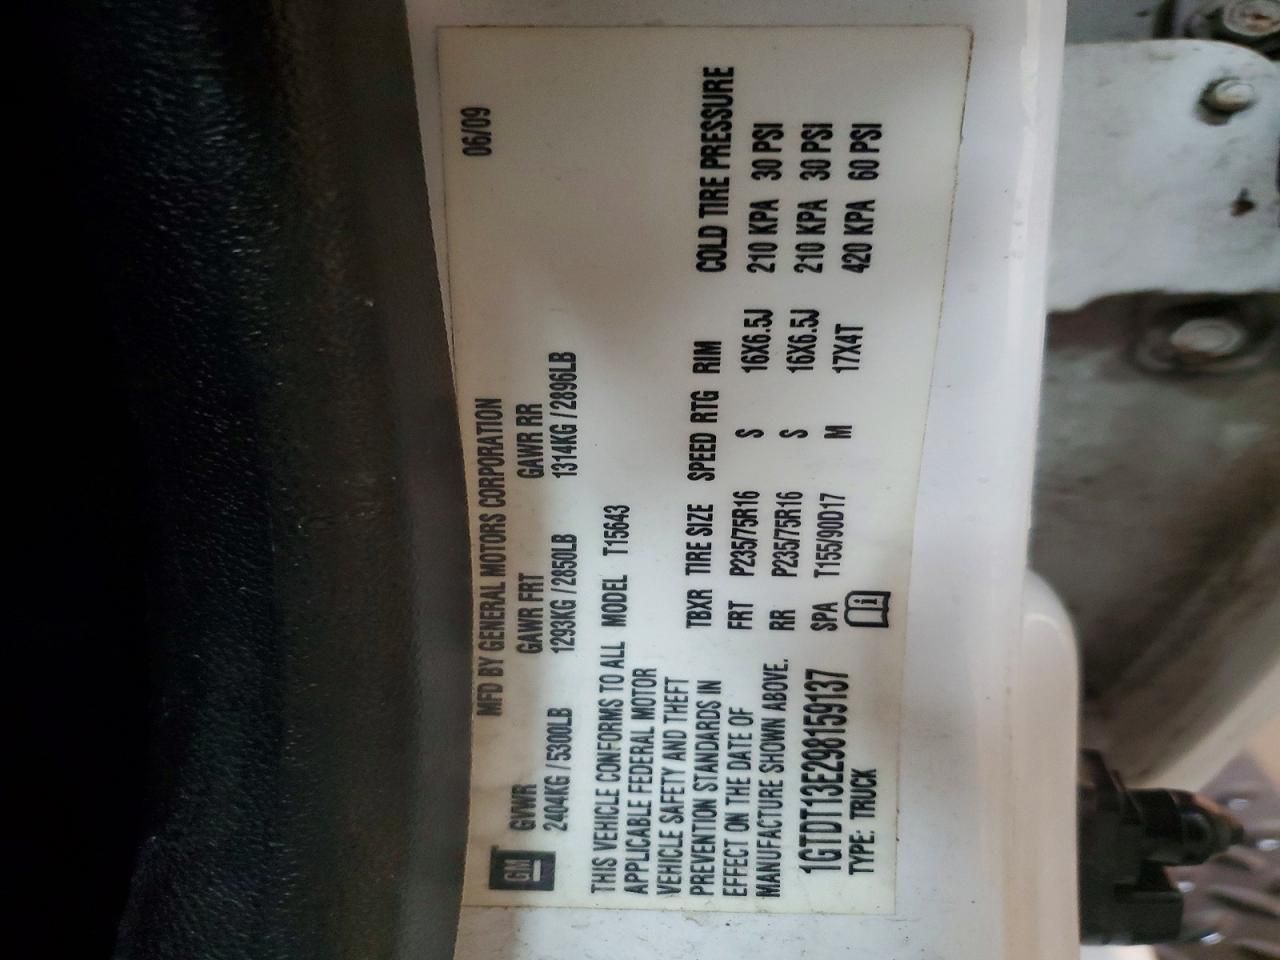 GM
MFD BY GENERAL MOTORS CORPORATION 06/09
GVWR GAWR FRT GAWR RR
2404KG / 5300LB 1293KG / 2850LB 1314KG / 2896LB
THIS VEHICLE CONFORMS TO ALL
APPLICABLE FEDERAL MOTOR
VEHICLE SAFETY AND THEFT
PREVENTION STANDARDS IN
EFFECT ON THE DATE OF
MANUFACTURE SHOWN ABOVE.
1GTDT13E298159137
TYPE: TRUCK
MODEL T15643
TBXR TIRE SIZE SPEED RTG RIM COLD TIRE PRESSURE
FRT P235/75R16 S 16X6.5J 210 KPA 30 PSI
RR P235/75R16 S 16X6.5J 210 KPA 30 PSI
SPA T155/90D17 M 17X4T 420 KPA 60 PSI